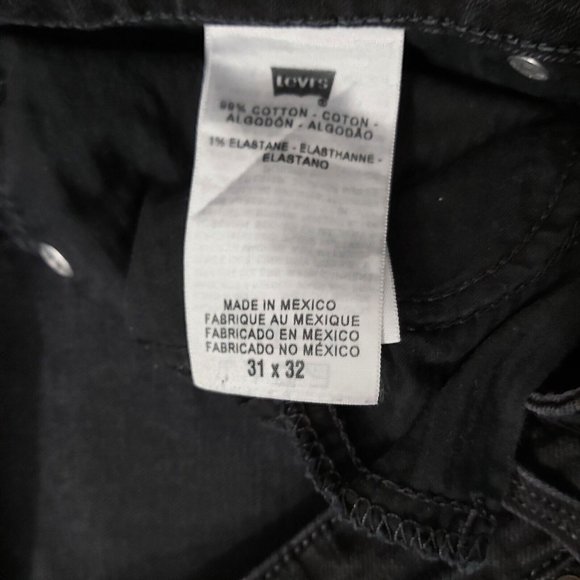 Levi's
®
99% COTTON - COTON -
ALGODÓN - ALGODÃO
1% ELASTANE - ELASTHANNE -
ELASTANO
MADE IN MEXICO
FABRIQUE AU MEXIQUE
FABRICADO EN MÉXICO
FABRICADO NO MÉXICO
31 x 32